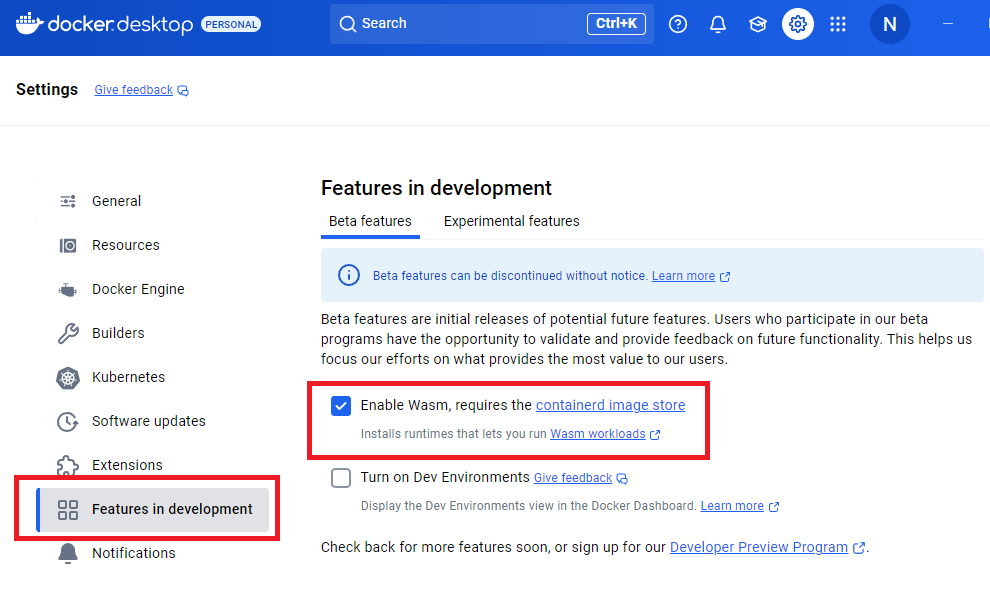 docker.desktop PERSONAL Search Ctrl+K N
Settings Give feedback
General
Resources
Docker Engine
Builders
Kubernetes
Software updates
Extensions
Features in development
Notifications
Features in development
Beta features Experimental features
Beta features can be discontinued without notice. Learn more
Beta features are initial releases of potential future features. Users who participate in our beta
programs have the opportunity to validate and provide feedback on future functionality. This helps us
focus our efforts on what provides the most value to our users.
Enable Wasm, requires the containerd image store
Installs runtimes that lets you run Wasm workloads
Turn on Dev Environments Give feedback
Display the Dev Environments view in the Docker Dashboard. Learn more
Check back for more features soon, or sign up for our Developer Preview Program.